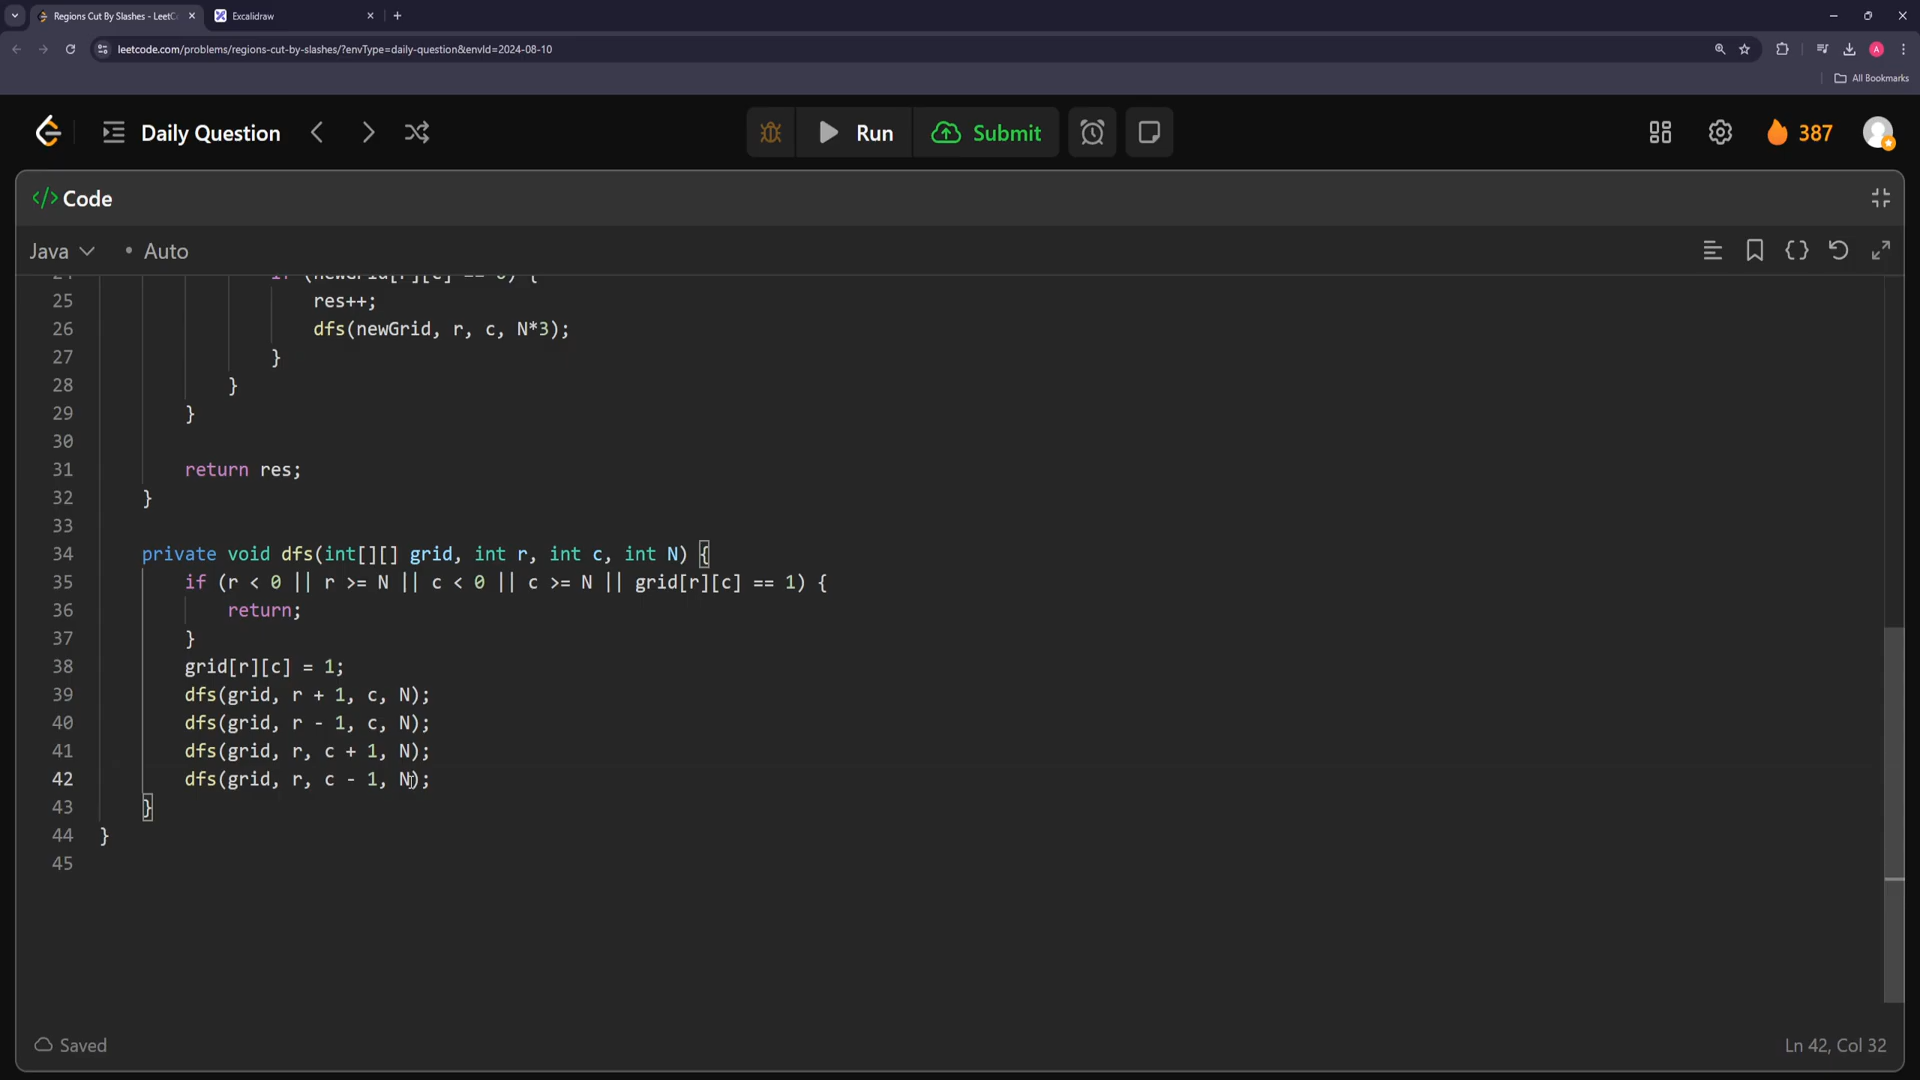 Regions Cut By Slashes - LeetC
Excalidraw
leetcode.com/problems/regions-cut-by-slashes/?envType=daily-question&envId=2024-08-10
A
All Bookmarks
Daily Question
Run
Submit
387
</> Code
Java
• Auto
24 if (newGrid[r][c] == 0) {
25 res++;
26 dfs(newGrid, r, c, N*3);
27 }
28 }
29 }
30
31 return res;
32 }
33
34 private void dfs(int[][] grid, int r, int c, int N) {
35 if (r < 0 || r >= N || c < 0 || c >= N || grid[r][c] == 1) {
36 return;
37 }
38 grid[r][c] = 1;
39 dfs(grid, r + 1, c, N);
40 dfs(grid, r - 1, c, N);
41 dfs(grid, r, c + 1, N);
42 dfs(grid, r, c - 1, N);
43 }
44 }
45
Saved
Ln 42, Col 32